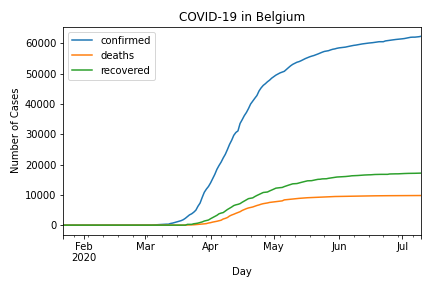 COVID-19 in Belgium
confirmed
deaths
recovered
Number of Cases
60000
50000
40000
30000
20000
10000
0
Feb
2020
Mar
Apr
May
Jun
Jul
Day